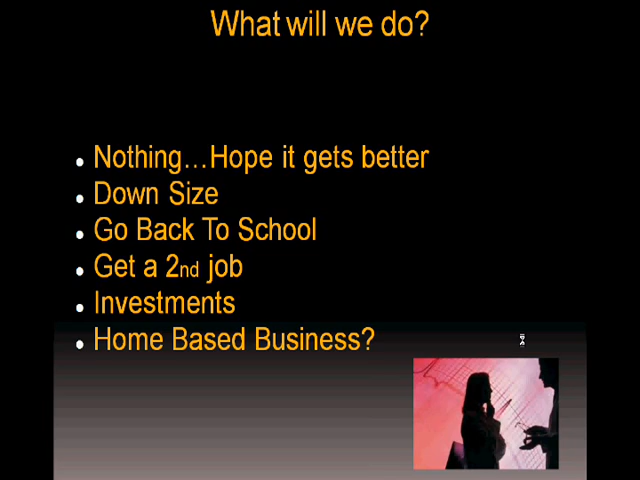 What will we do?
Nothing...Hope it gets better
Down Size
Go Back To School
Get a 2nd job
Investments
Home Based Business?